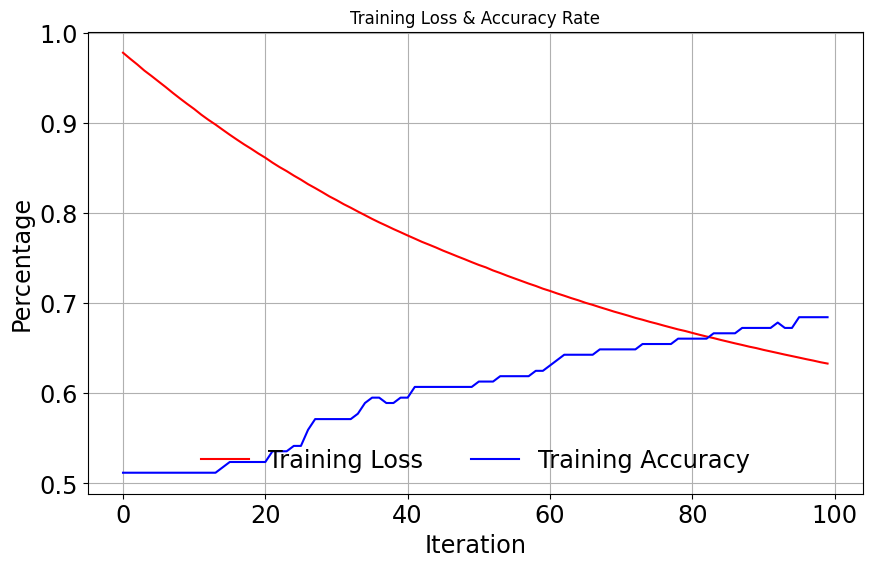 Training Loss & Accuracy Rate
1.0
0.9
0.8
0.7
0.6
0.5
Percentage
Training Loss
Training Accuracy
0 20 40 60 80 100
Iteration